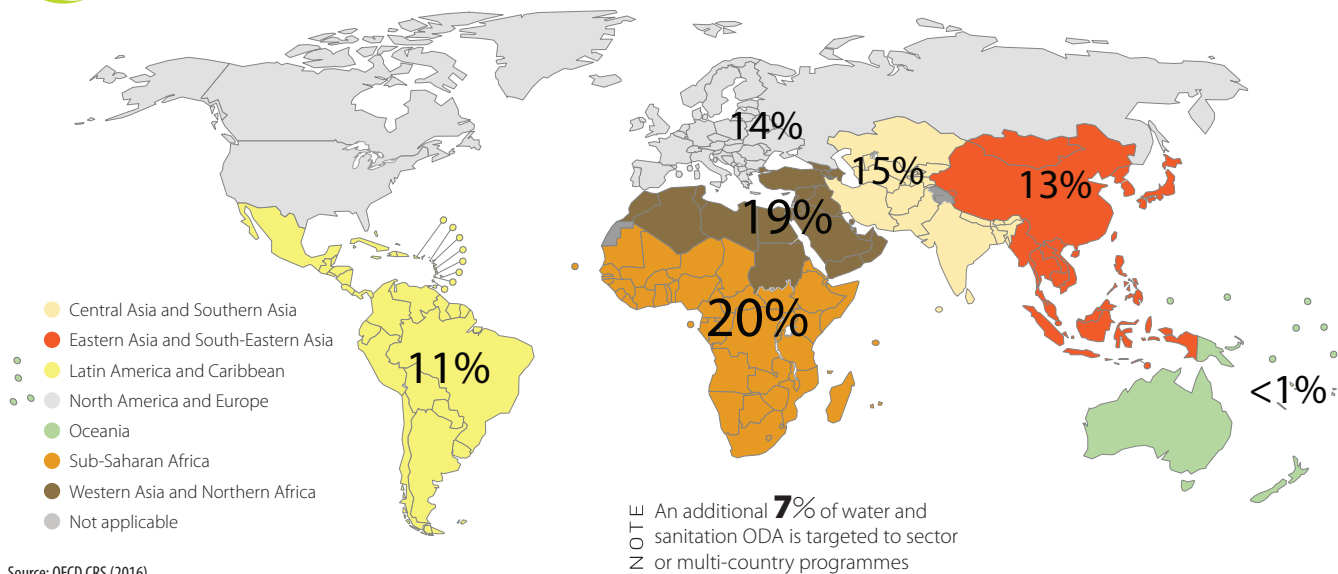 14%
15%
13%
19%
20%
11%
<1%
Central Asia and Southern Asia
Eastern Asia and South-Eastern Asia
Latin America and Caribbean
North America and Europe
Oceania
Sub-Saharan Africa
Western Asia and Northern Africa
Not applicable
NOTE
An additional 7% of water and
sanitation ODA is targeted to sector
or multi-country programmes
Source: OECD CRS (2016)